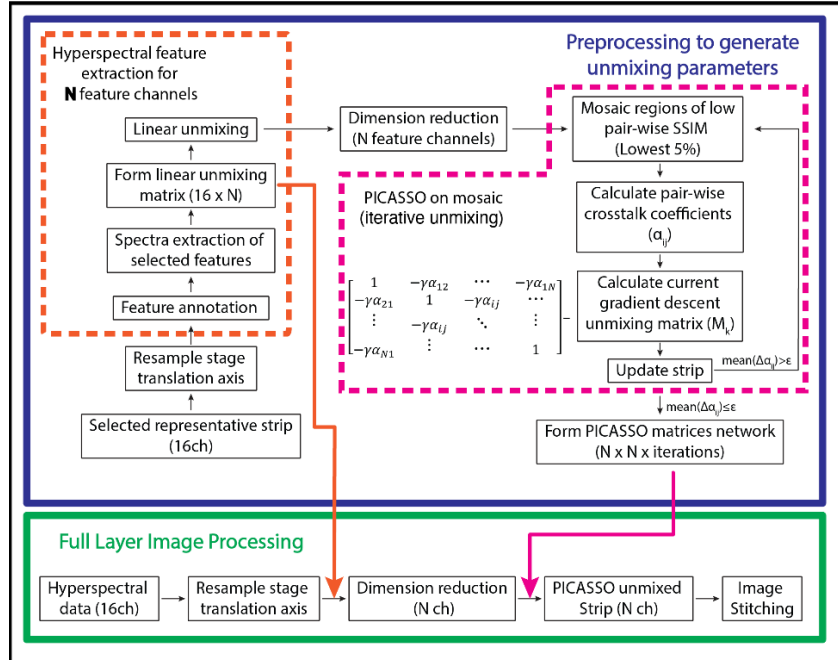 Hyperspectral feature
extraction for
N feature channels
Preprocessing to generate
unmixing parameters
Linear unmixing
Dimension reduction
(N feature channels)
Mosaic regions of low
pair-wise SSIM
(Lowest 5%)
Form linear unmixing
matrix (16 x N)
PICASSO on mosaic
(iterative unmixing)
Calculate pair-wise
crosstalk coefficients
(α_ij)
Spectra extraction of
selected features
1 −γα₁₂ ⋯ −γα₁N
−γα₂₁ 1 −γα_ij ⋯
⋮ −γα_ij ⋱ ⋮
−γα_N1 ⋮ ⋯ 1
Calculate current
gradient descent
unmixing matrix (M_k)
Feature annotation
Update strip
mean(Δα_ij)>ε
Resample stage
translation axis
mean(Δα_ij)≤ε
Selected representative strip
(16ch)
Form PICASSO matrices network
(N x N x iterations)
Full Layer Image Processing
Hyperspectral
data (16ch)
Resample stage
translation axis
Dimension reduction
(N ch)
PICASSO unmixed
Strip (N ch)
Image
Stitching